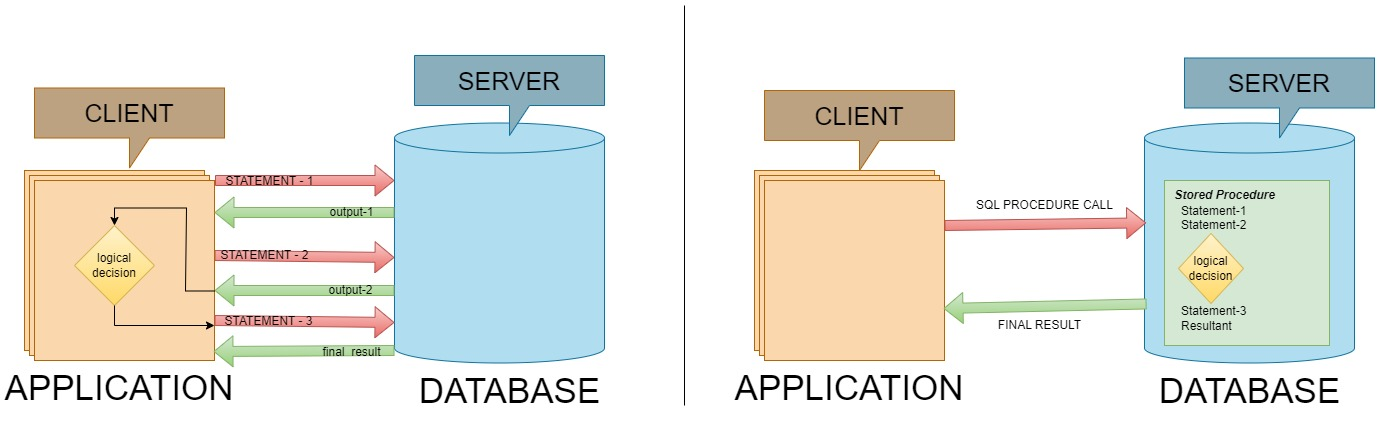 SERVER
CLIENT
STATEMENT - 1
output-1
logical
decision
STATEMENT - 2
output-2
STATEMENT - 3
final result
APPLICATION
DATABASE
SERVER
CLIENT
SQL PROCEDURE CALL
Stored Procedure
Statement-1
Statement-2
logical
decision
Statement-3
Resultant
FINAL RESULT
APPLICATION
DATABASE